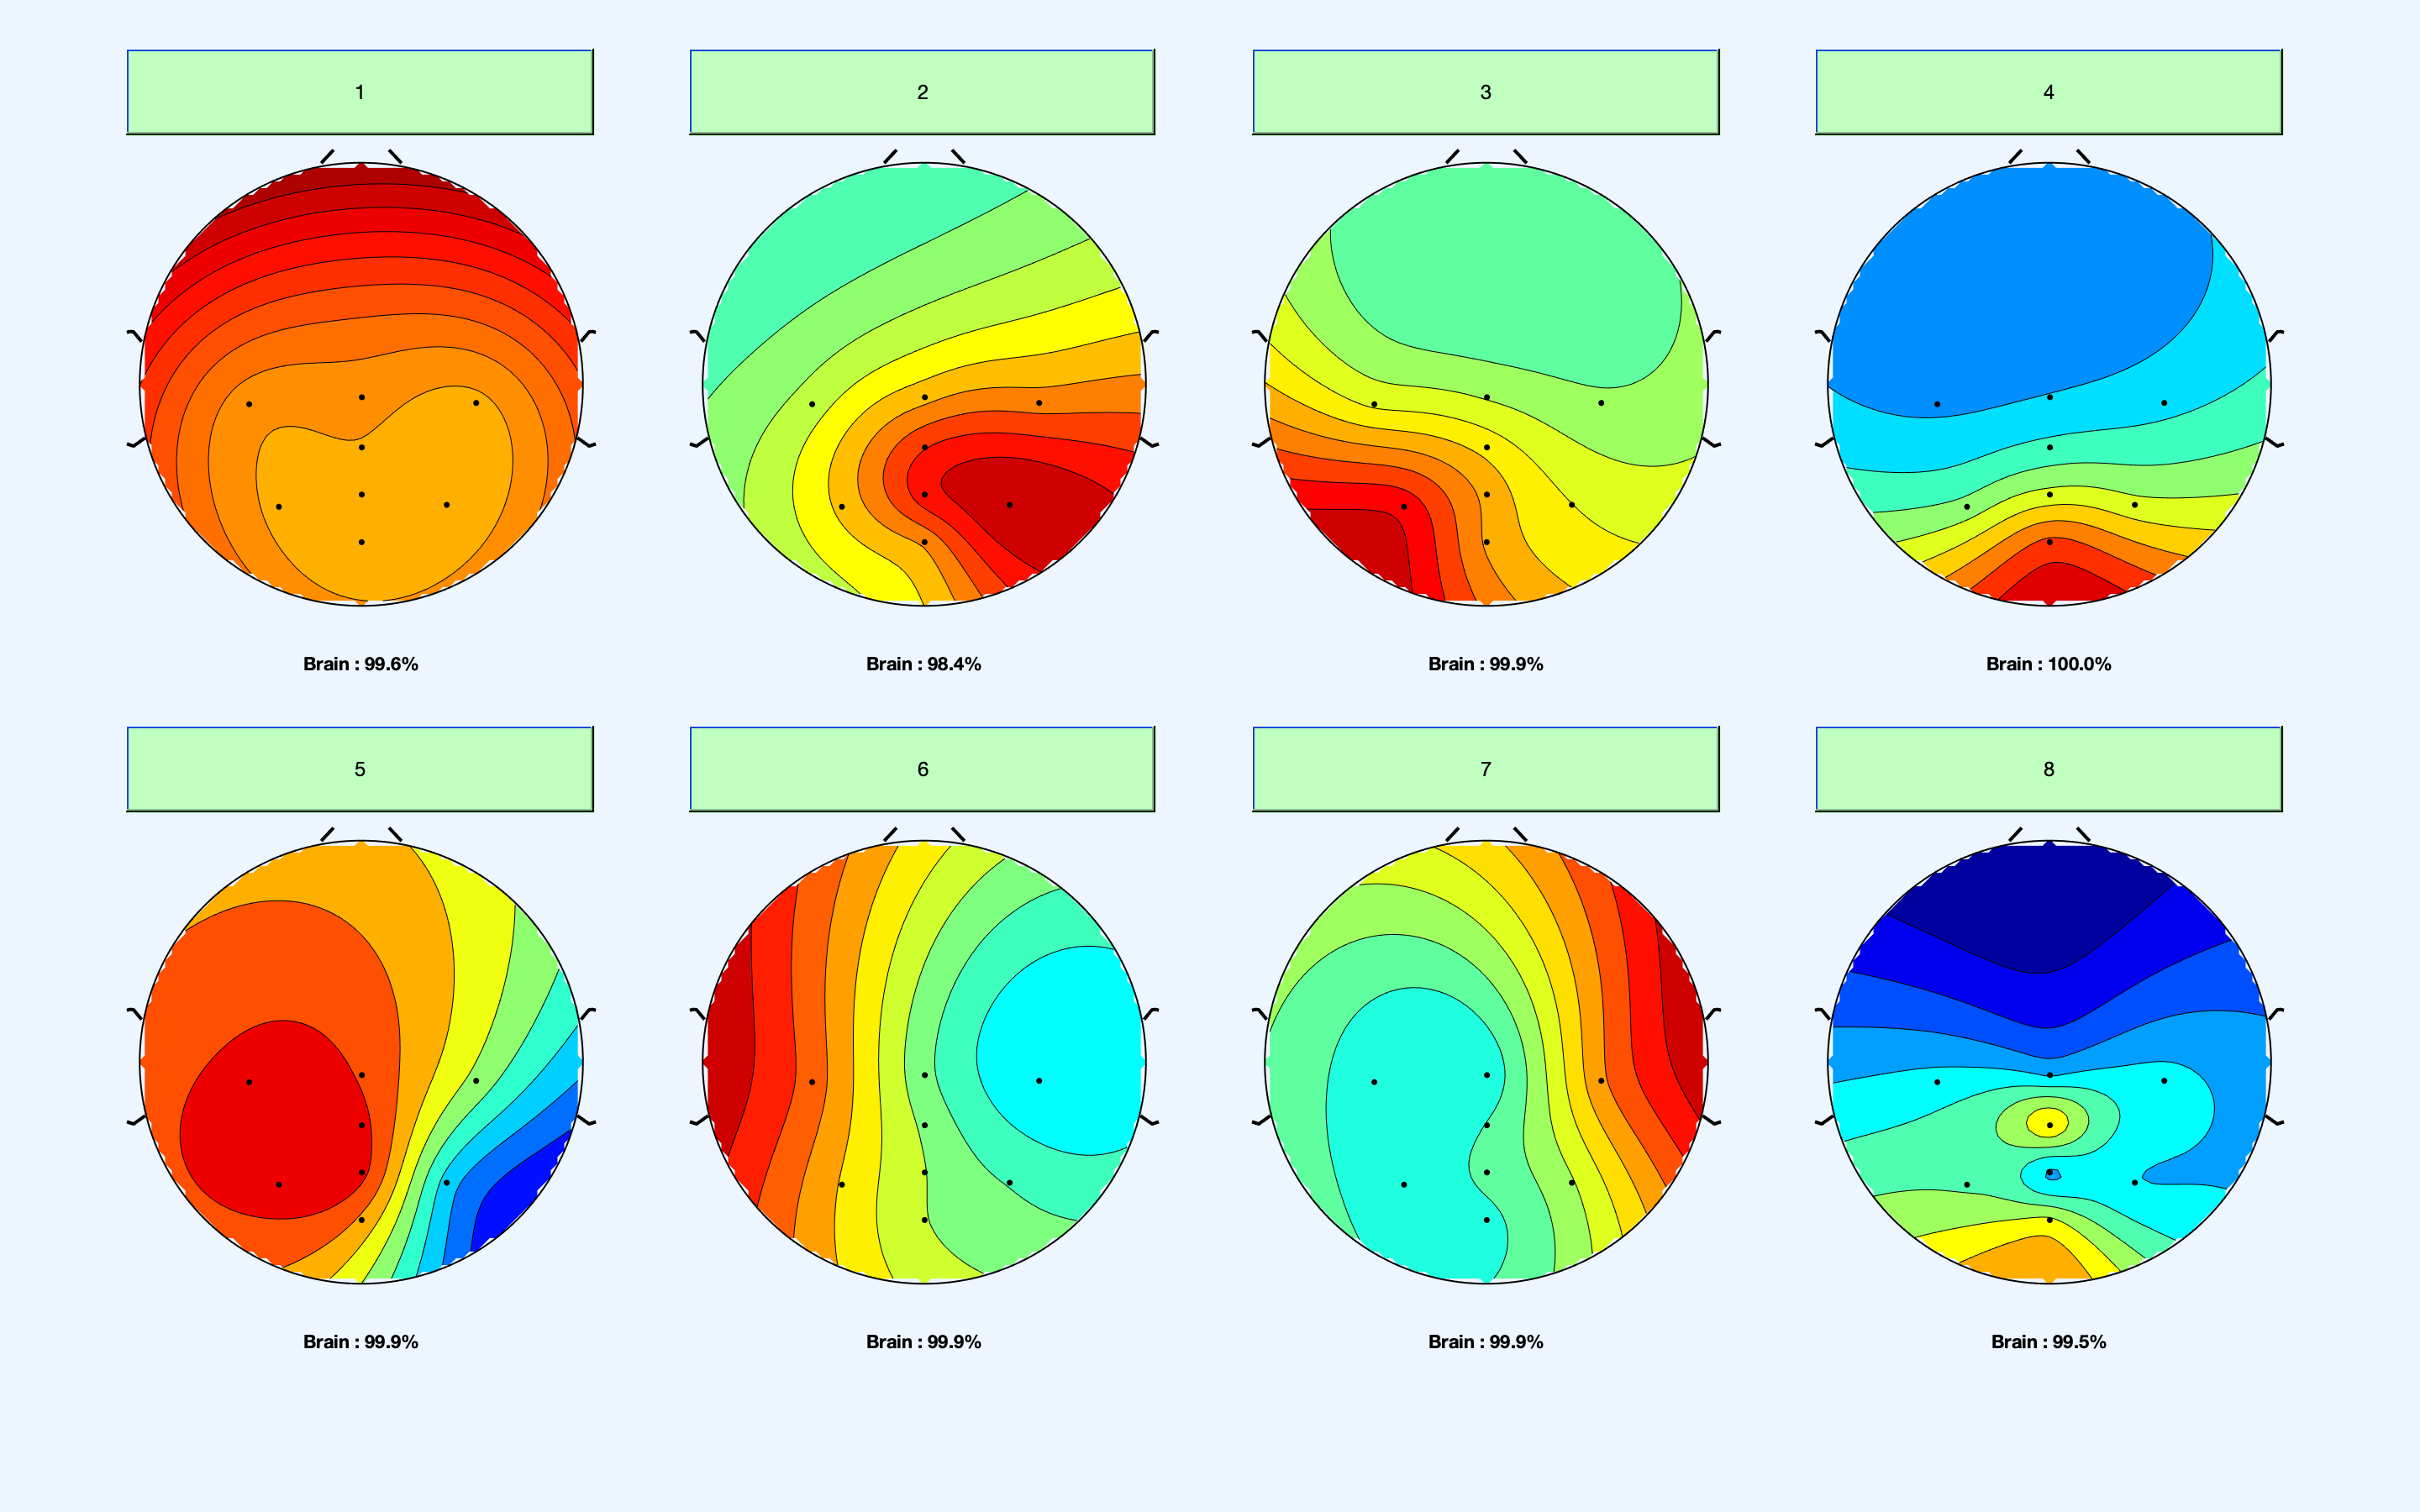 1
2
3
4
Brain : 99.6%
Brain : 98.4%
Brain : 99.9%
Brain : 100.0%
5
6
7
8
Brain : 99.9%
Brain : 99.9%
Brain : 99.9%
Brain : 99.5%